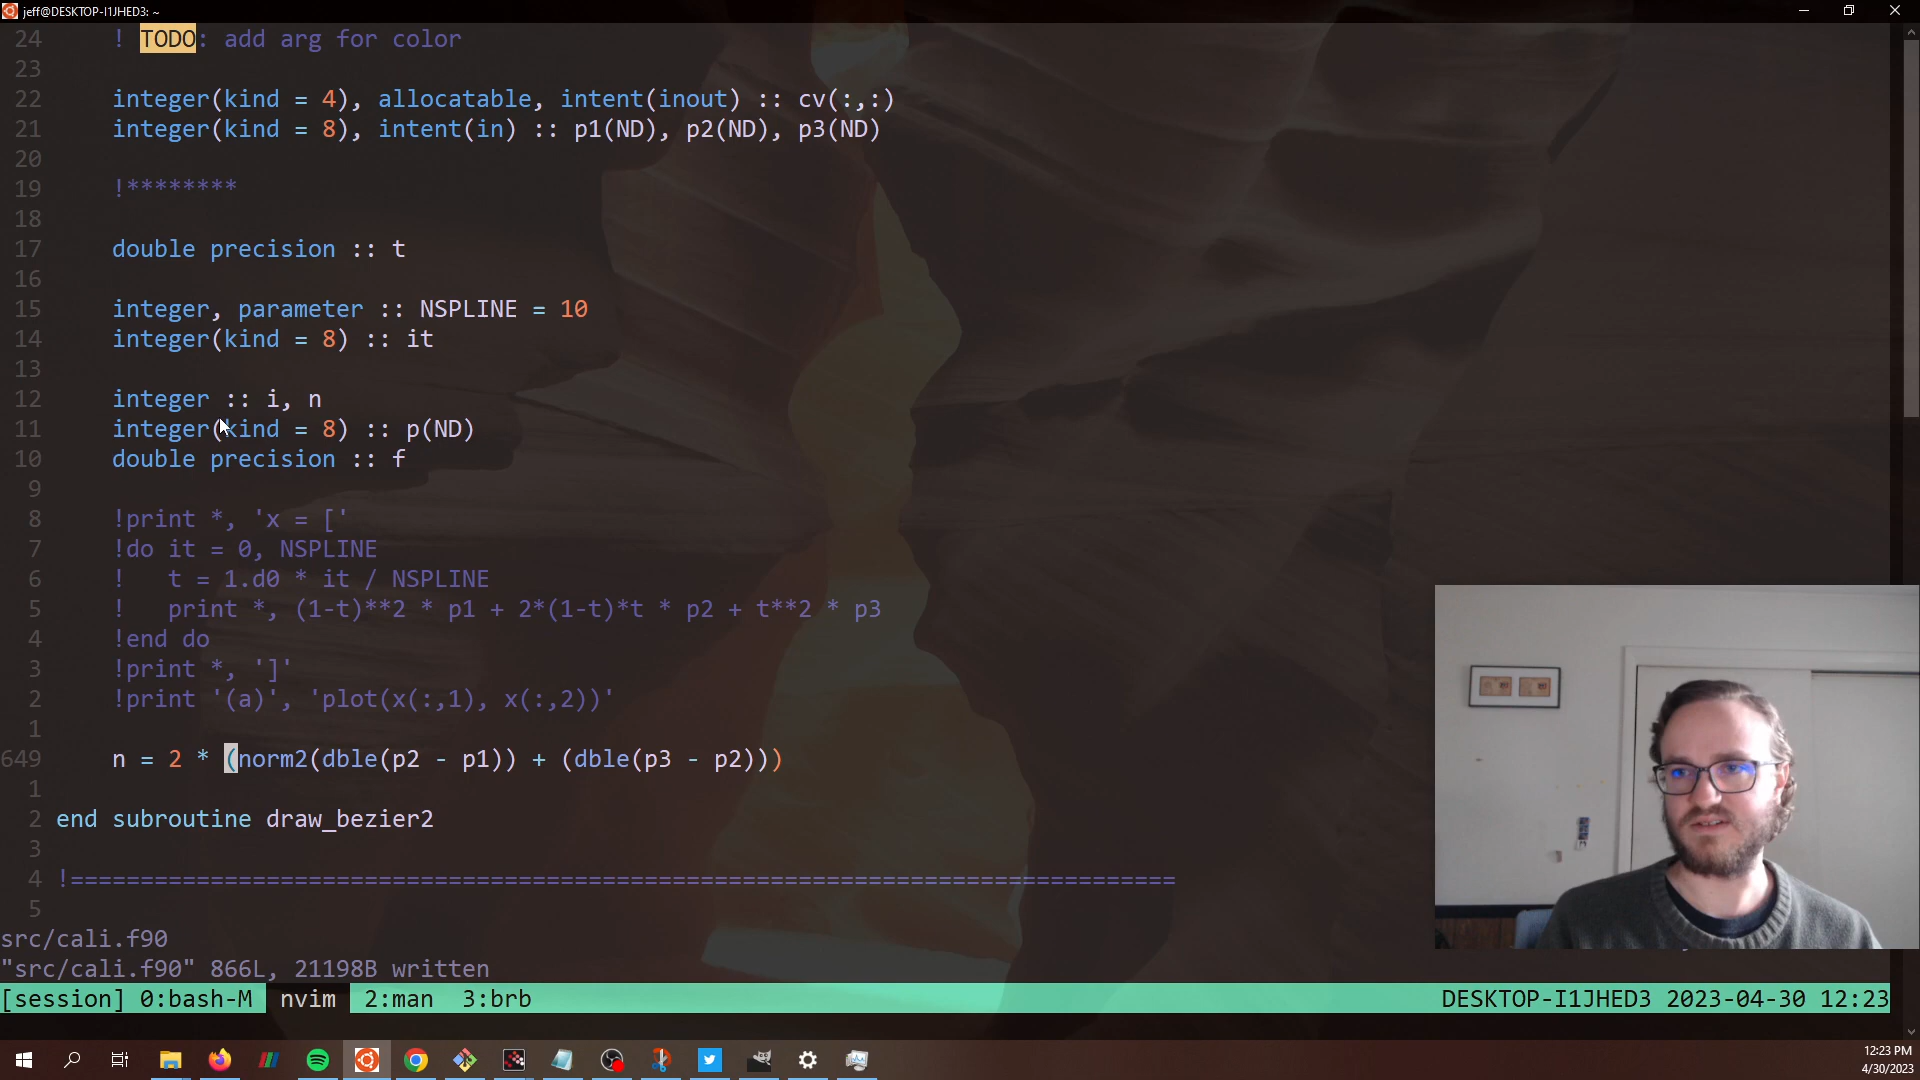 jeff@DESKTOP-I1JHED3: ~
24 ! TODO: add arg for color
23
22 integer(kind = 4), allocatable, intent(inout) :: cv(:,:)
21 integer(kind = 8), intent(in) :: p1(ND), p2(ND), p3(ND)
20
19 !********
18
17 double precision :: t
16
15 integer, parameter :: NSPLINE = 10
14 integer(kind = 8) :: it
13
12 integer :: i, n
11 integer(kind = 8) :: p(ND)
10 double precision :: f
9
8 !print *, 'x = ['
7 !do it = 0, NSPLINE
6 ! t = 1.d0 * it / NSPLINE
5 ! print *, (1-t)**2 * p1 + 2*(1-t)*t * p2 + t**2 * p3
4 !end do
3 !print *, ']'
2 !print '(a)', 'plot(x(:,1), x(:,2))'
1
649 n = 2 * (norm2(dble(p2 - p1)) + (dble(p3 - p2)))
1
2 end subroutine draw_bezier2
3
4 !===============================================================================
5
src/cali.f90
"src/cali.f90" 866L, 21198B written
[session] 0:bash-M nvim 2:man 3:brb DESKTOP-I1JHED3 2023-04-30 12:23
12:23 PM
4/30/2023